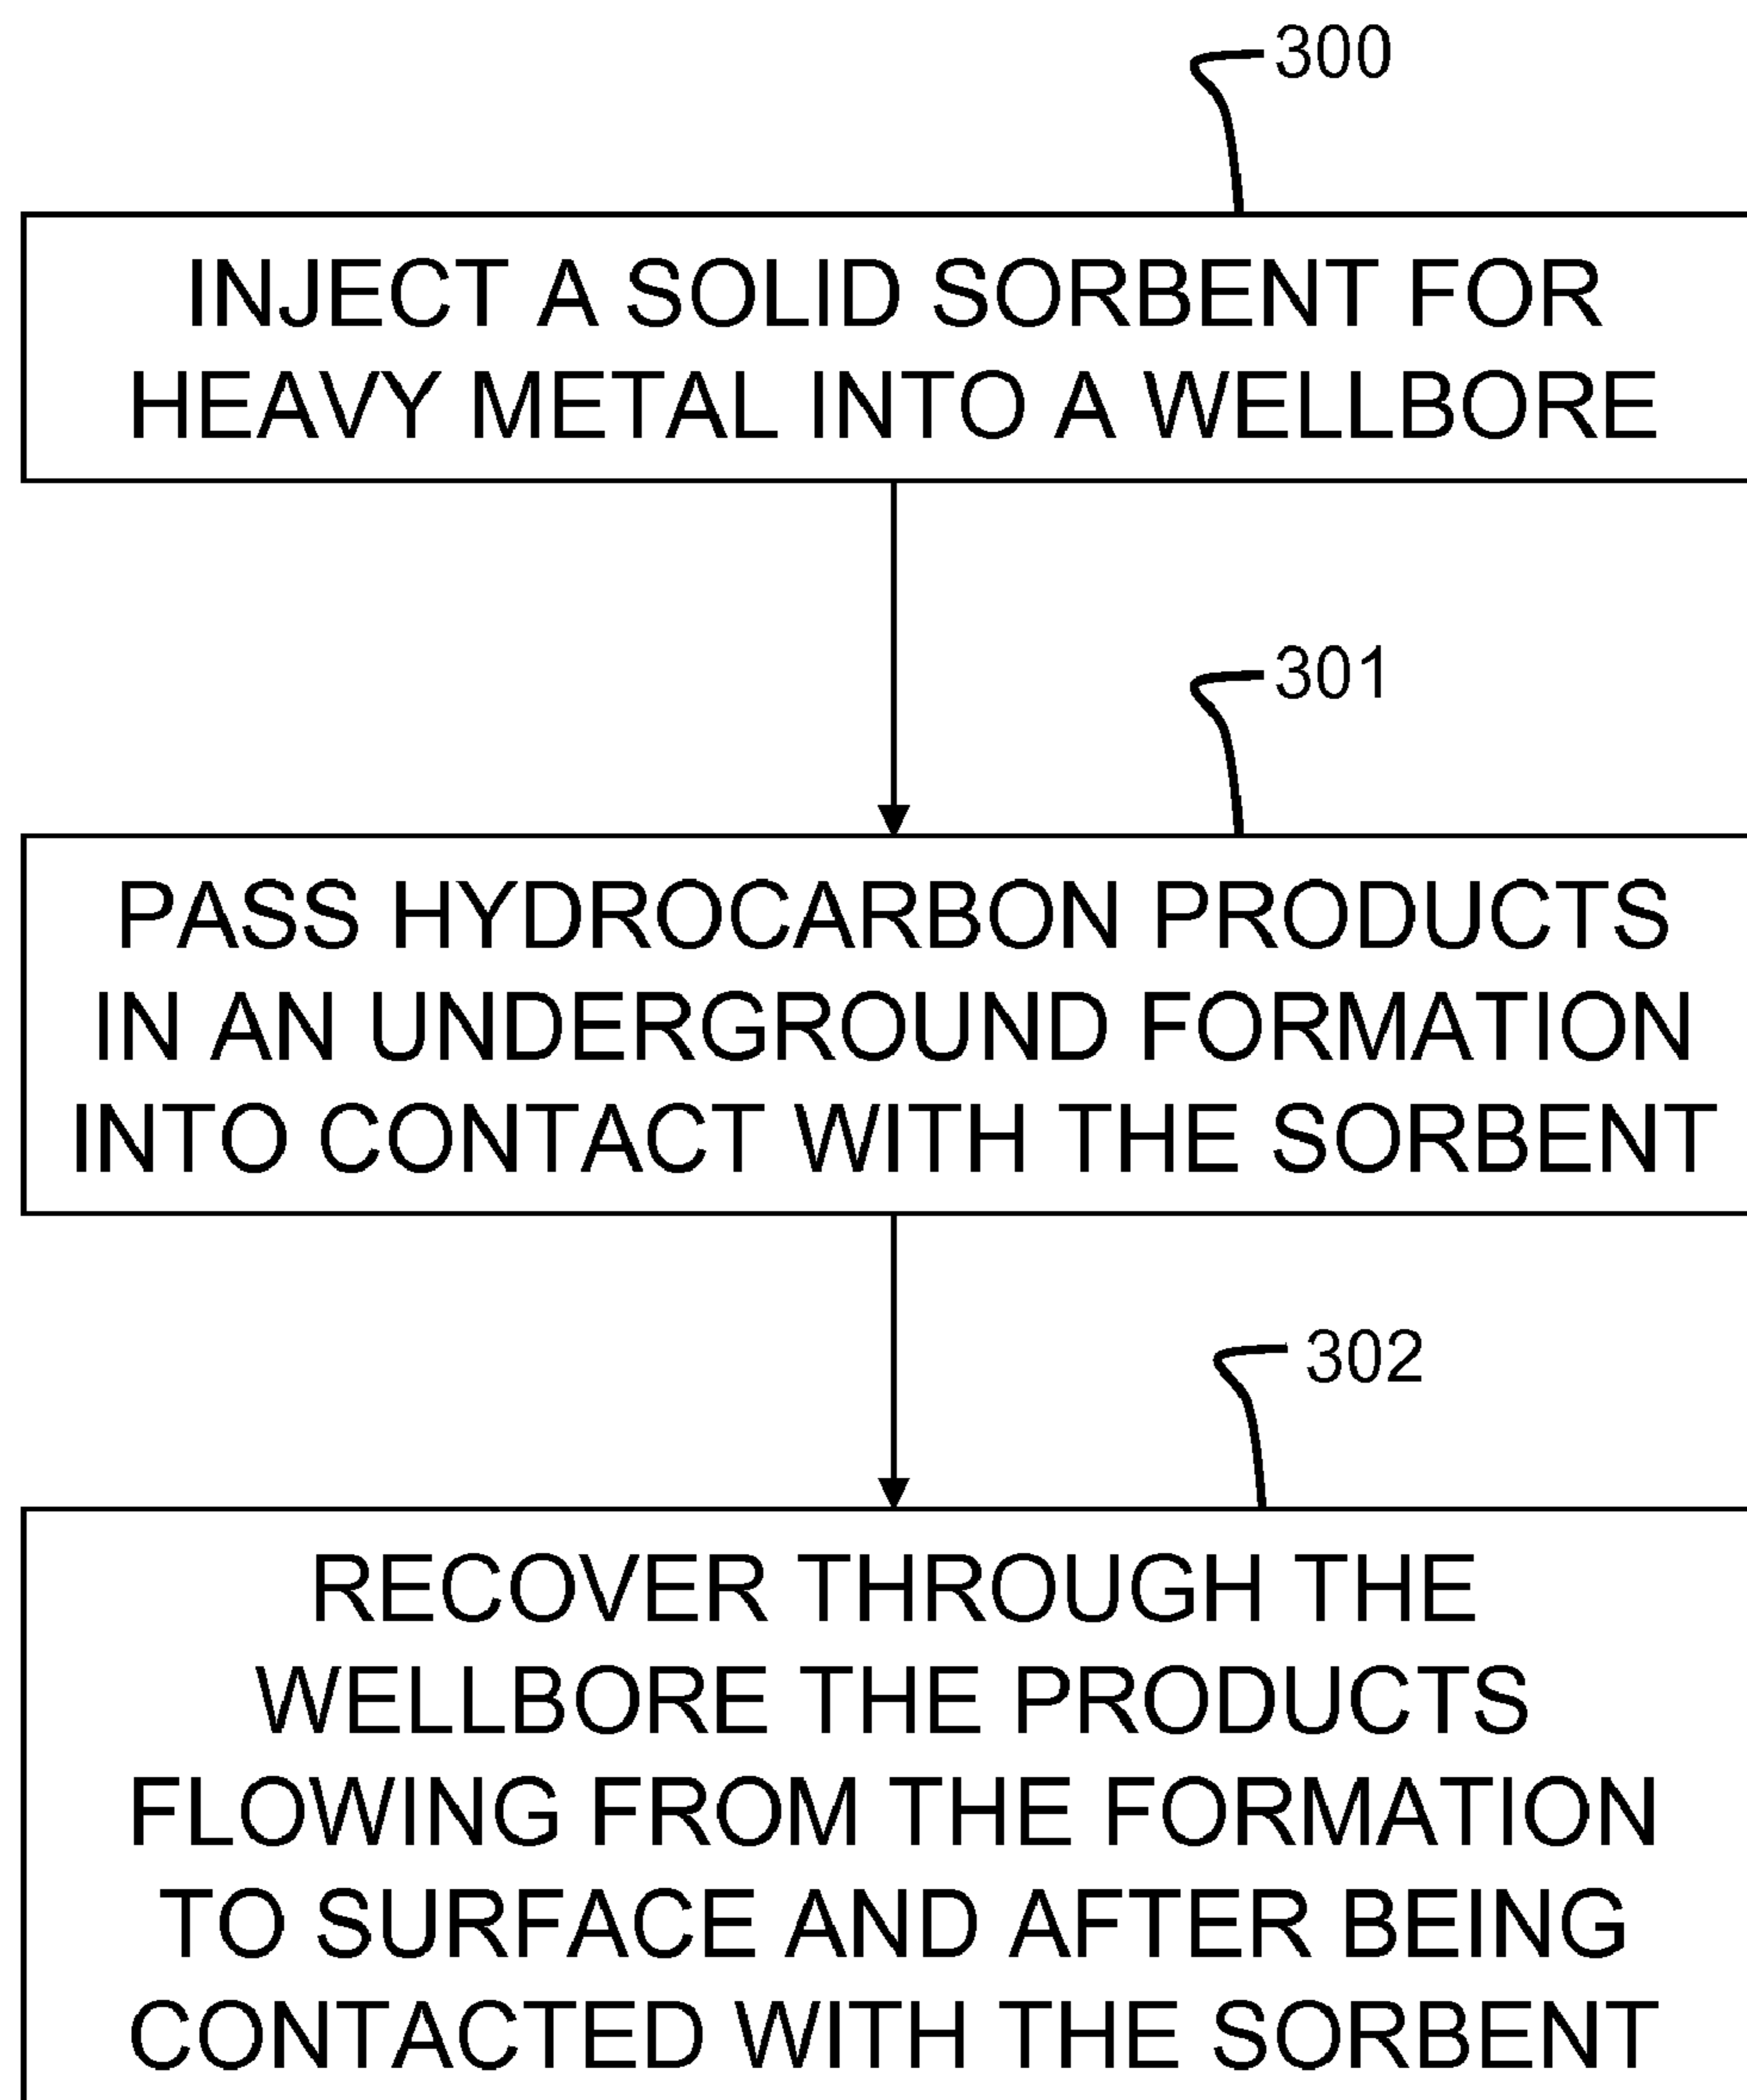 300
INJECT A SOLID SORBENT FOR
HEAVY METAL INTO A WELLBORE
301
PASS HYDROCARBON PRODUCTS
IN AN UNDERGROUND FORMATION
INTO CONTACT WITH THE SORBENT
302
RECOVER THROUGH THE
WELLBORE THE PRODUCTS
FLOWING FROM THE FORMATION
TO SURFACE AND AFTER BEING
CONTACTED WITH THE SORBENT